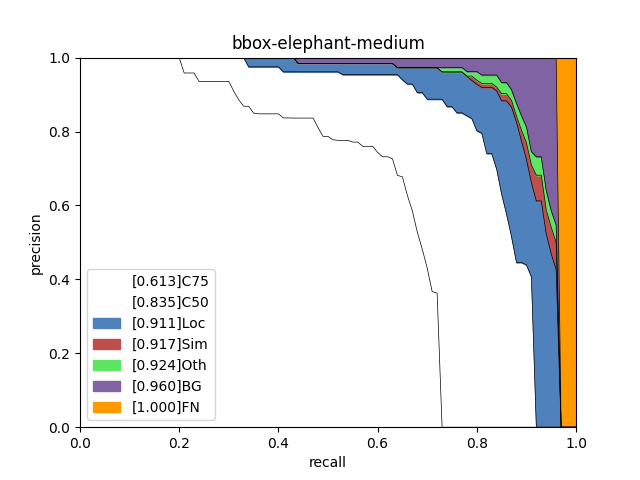 bbox-elephant-medium
1.0
0.8
0.6
0.4
0.2
0.0
precision
[0.613]C75
[0.835]C50
[0.911]Loc
[0.917]Sim
[0.924]Oth
[0.960]BG
[1.000]FN
0.0 0.2 0.4 0.6 0.8 1.0
recall